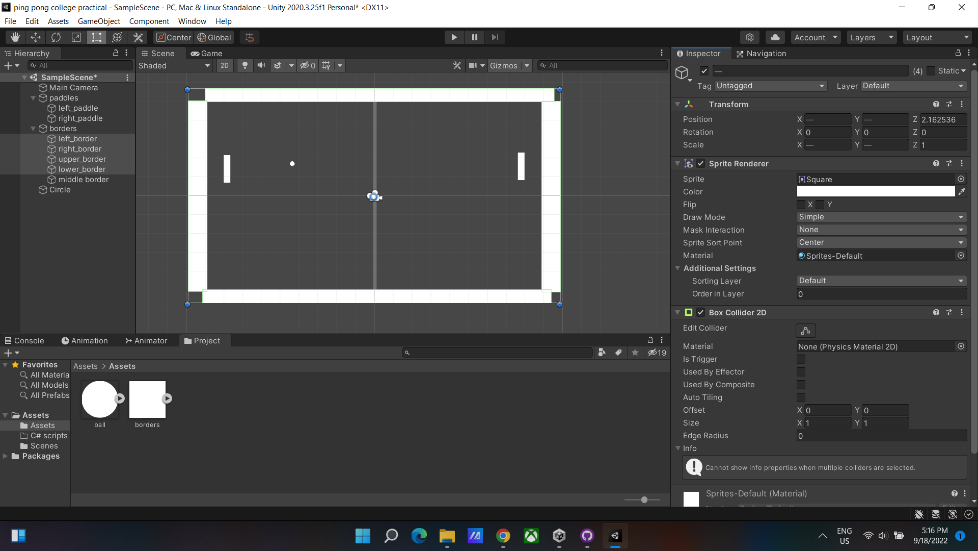 ping pong college practical - SampleScene - PC, Mac & Linux Standalone - Unity 2020.3.25f1 Personal* <DX11>
File Edit Assets GameObject Component Window Help
Center Global Account Layers Layout
Hierarchy
All
SampleScene*
Main Camera
paddles
left_paddle
right_paddle
borders
left_border
right_border
upper_border
lower_border
middle border
Circle
Scene Game
Shaded 2D 0 Gizmos All
Inspector Navigation
— (4) Static
Tag Untagged Layer Default
Transform
Position X — Y — Z 2.162536
Rotation X 0 Y 0 Z 0
Scale X — Y — Z 1
Sprite Renderer
Sprite Square
Color
Flip X Y
Draw Mode Simple
Mask Interaction None
Sprite Sort Point Center
Material Sprites-Default
Additional Settings
Sorting Layer Default
Order in Layer 0
Box Collider 2D
Edit Collider
Material None (Physics Material 2D)
Is Trigger
Used By Effector
Used By Composite
Auto Tiling
Offset X 0 Y 0
Size X 1 Y 1
Edge Radius 0
Info
Cannot show info properties when multiple colliders are selected.
Sprites-Default (Material)
Console Animation Animator Project
19
Favorites
All Materia
All Models
All Prefabs
Assets
Assets
C# scripts
Scenes
Packages
Assets > Assets
ball borders
ENG
US
5:16 PM
9/18/2022
1